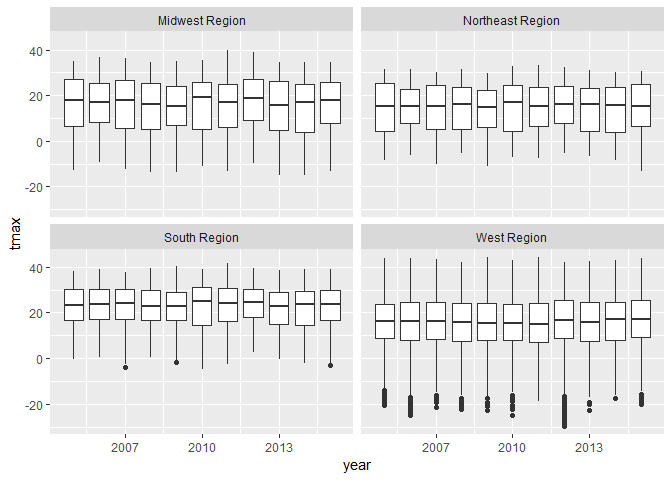 Midwest Region
Northeast Region
40
20
0
-20
South Region
West Region
40
20
0
-20
tmax
2007
2010
2013
2007
2010
2013
year